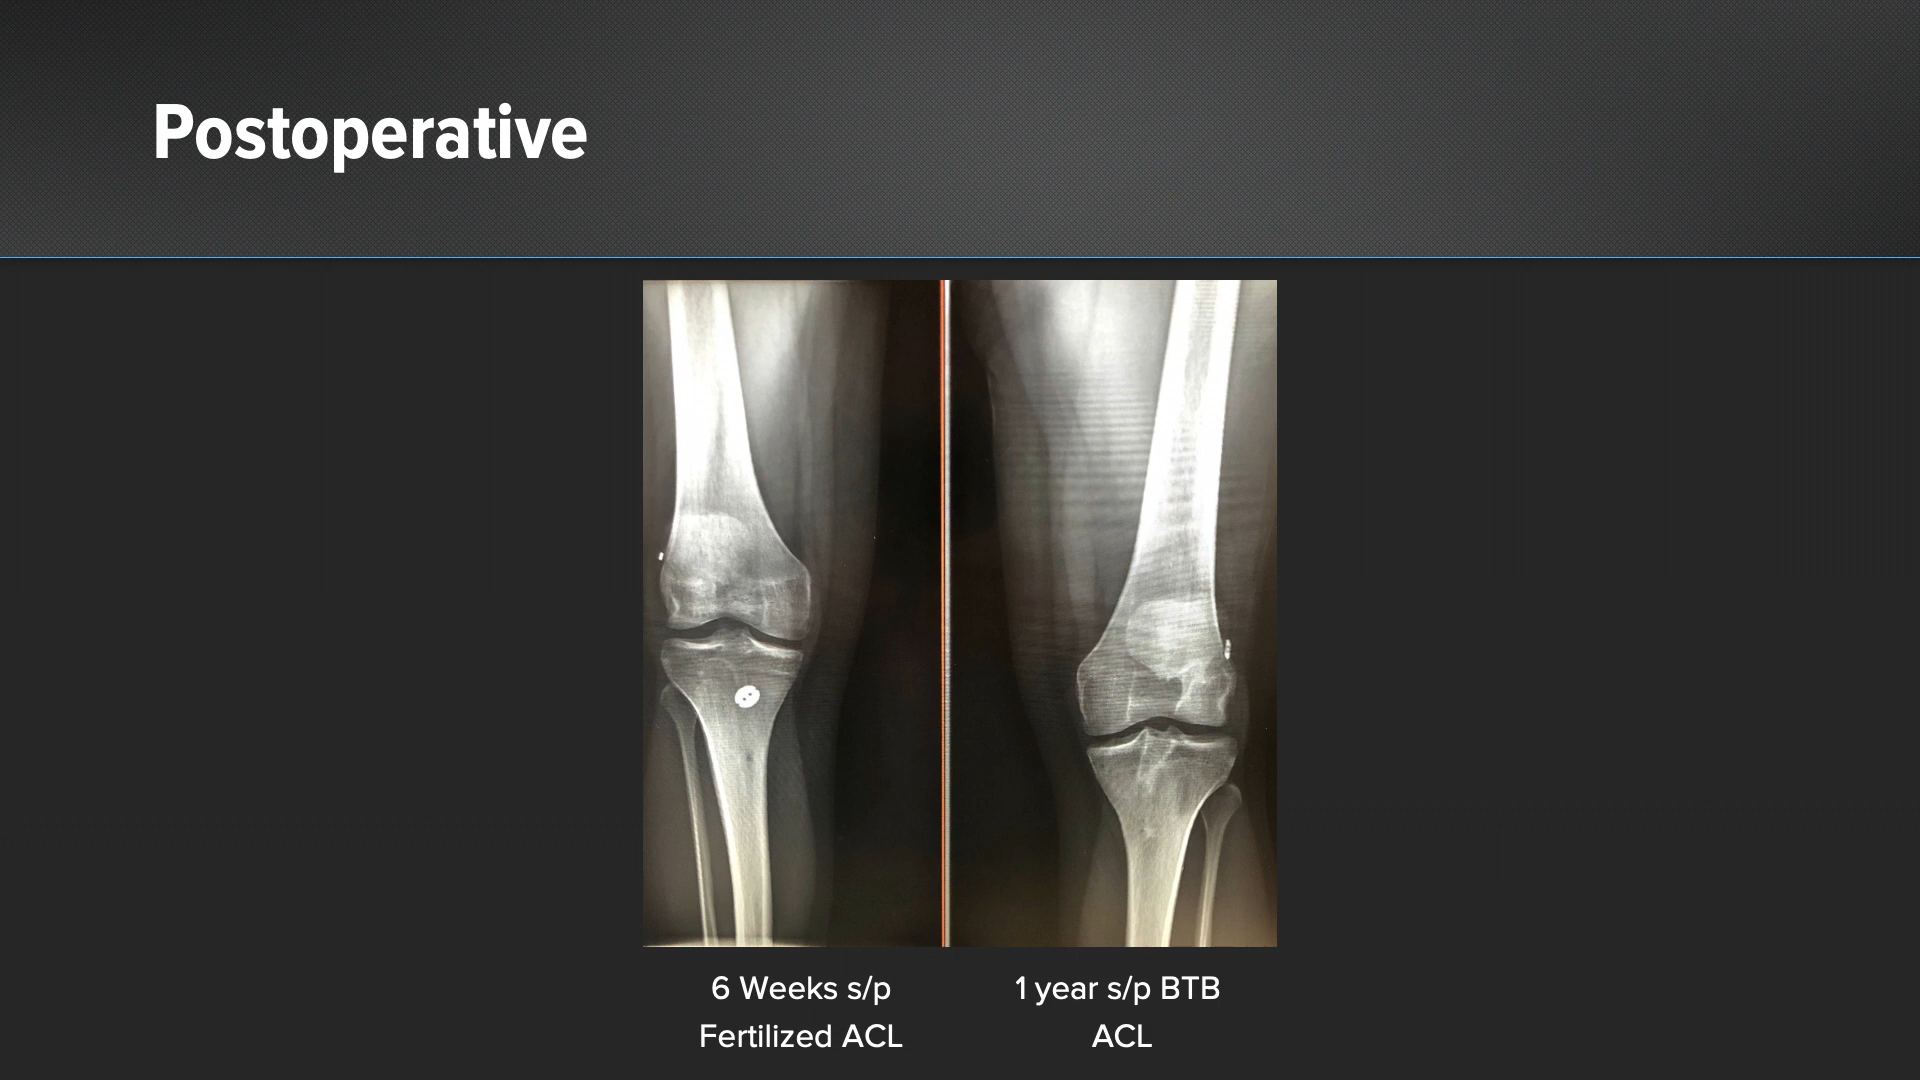 Postoperative
6 Weeks s/p
Fertilized ACL
1 year s/p BTB
ACL